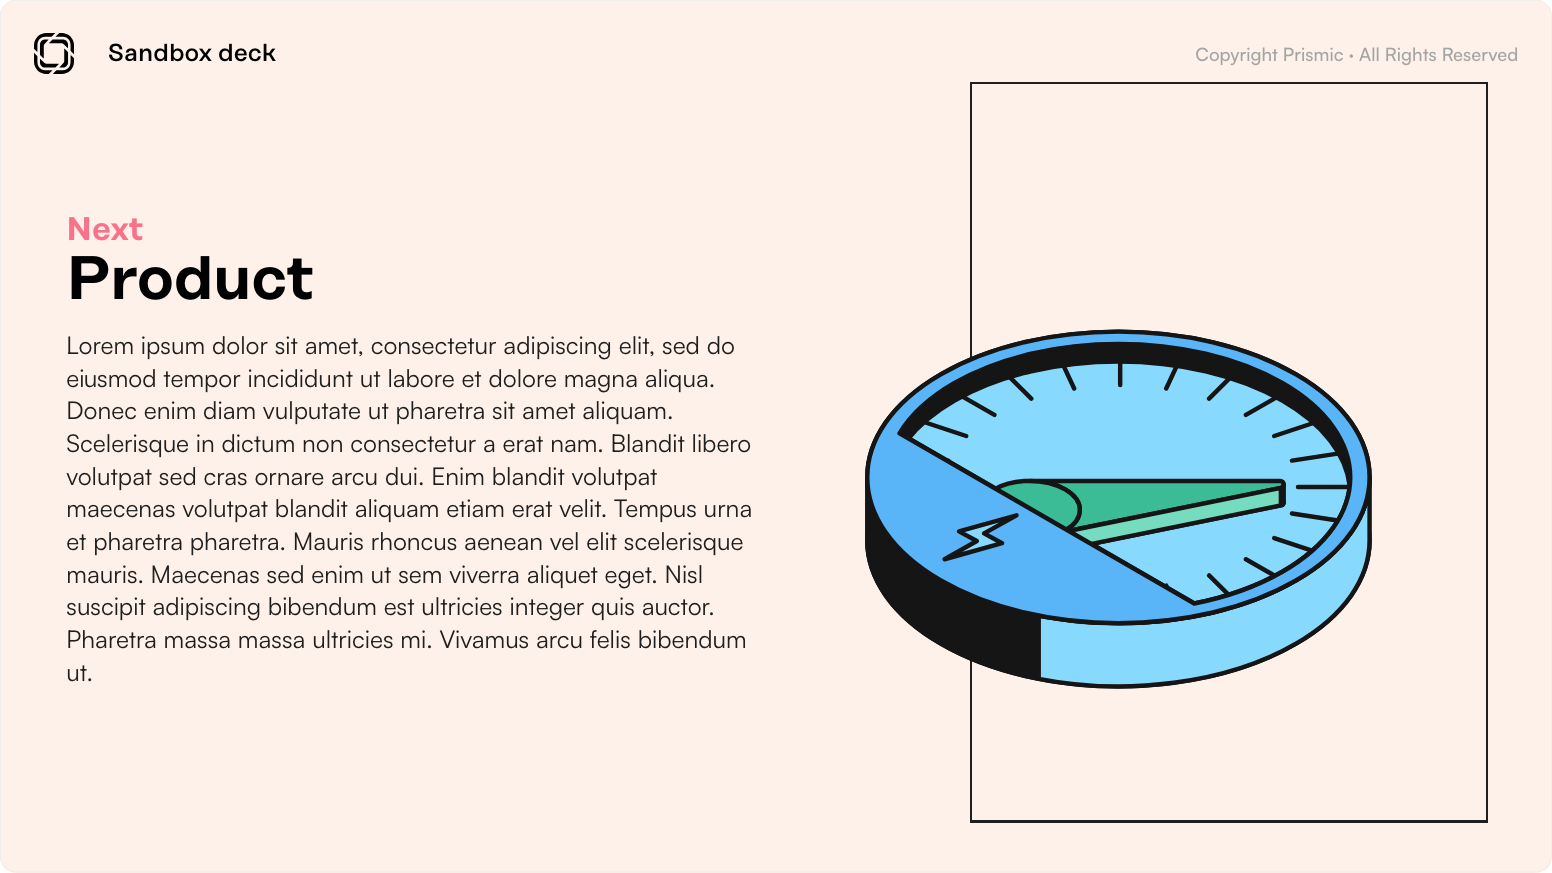 Sandbox deck
Copyright Prismic · All Rights Reserved
Next
Product
Lorem ipsum dolor sit amet, consectetur adipiscing elit, sed do
eiusmod tempor incididunt ut labore et dolore magna aliqua.
Donec enim diam vulputate ut pharetra sit amet aliquam.
Scelerisque in dictum non consectetur a erat nam. Blandit libero
volutpat sed cras ornare arcu dui. Enim blandit volutpat
maecenas volutpat blandit aliquam etiam erat velit. Tempus urna
et pharetra pharetra. Mauris rhoncus aenean vel elit scelerisque
mauris. Maecenas sed enim ut sem viverra aliquet eget. Nisl
suscipit adipiscing bibendum est ultricies integer quis auctor.
Pharetra massa massa ultricies mi. Vivamus arcu felis bibendum
ut.